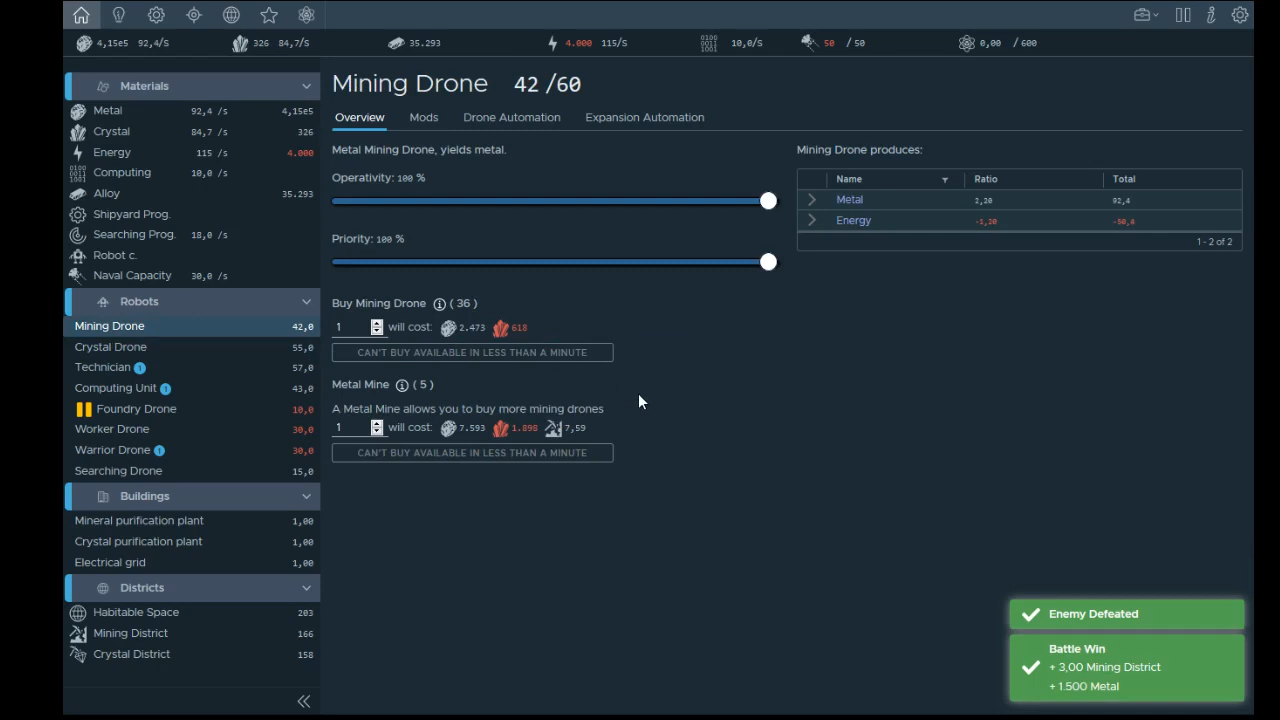 4,15e5 92,4/S 326 84,7/S 35.293 4.000 115/S 10,0/S 50 / 50 0,00 / 600
Materials
Metal 92,4 /s 4,15e5
Crystal 84,7 /s 326
Energy 115 /s 4.000
Computing 10,0 /s
Alloy 35.293
Shipyard Prog.
Searching Prog. 18,0 /s
Robot c.
Naval Capacity 30,0 /s
Robots
Mining Drone 42,0
Crystal Drone 55,0
Technician 1 57,0
Computing Unit 1 43,0
Foundry Drone 10,0
Worker Drone 30,0
Warrior Drone 1 30,0
Searching Drone 15,0
Buildings
Mineral purification plant 1,00
Crystal purification plant 1,00
Electrical grid 1,00
Districts
Habitable Space 203
Mining District 166
Crystal District 158
Mining Drone 42 /60
Overview Mods Drone Automation Expansion Automation
Metal Mining Drone, yields metal.
Operativity: 100 %
Priority: 100 %
Buy Mining Drone ( 36 )
1 will cost: 2.473 618
CAN'T BUY AVAILABLE IN LESS THAN A MINUTE
Metal Mine ( 5 )
A Metal Mine allows you to buy more mining drones
1 will cost: 7.593 1.898 7,59
CAN'T BUY AVAILABLE IN LESS THAN A MINUTE
Mining Drone produces:
Name Ratio Total
Metal 2,20 92,4
Energy -1,20 -50,4
1 - 2 of 2
Enemy Defeated
Battle Win
+ 3,00 Mining District
+ 1.500 Metal